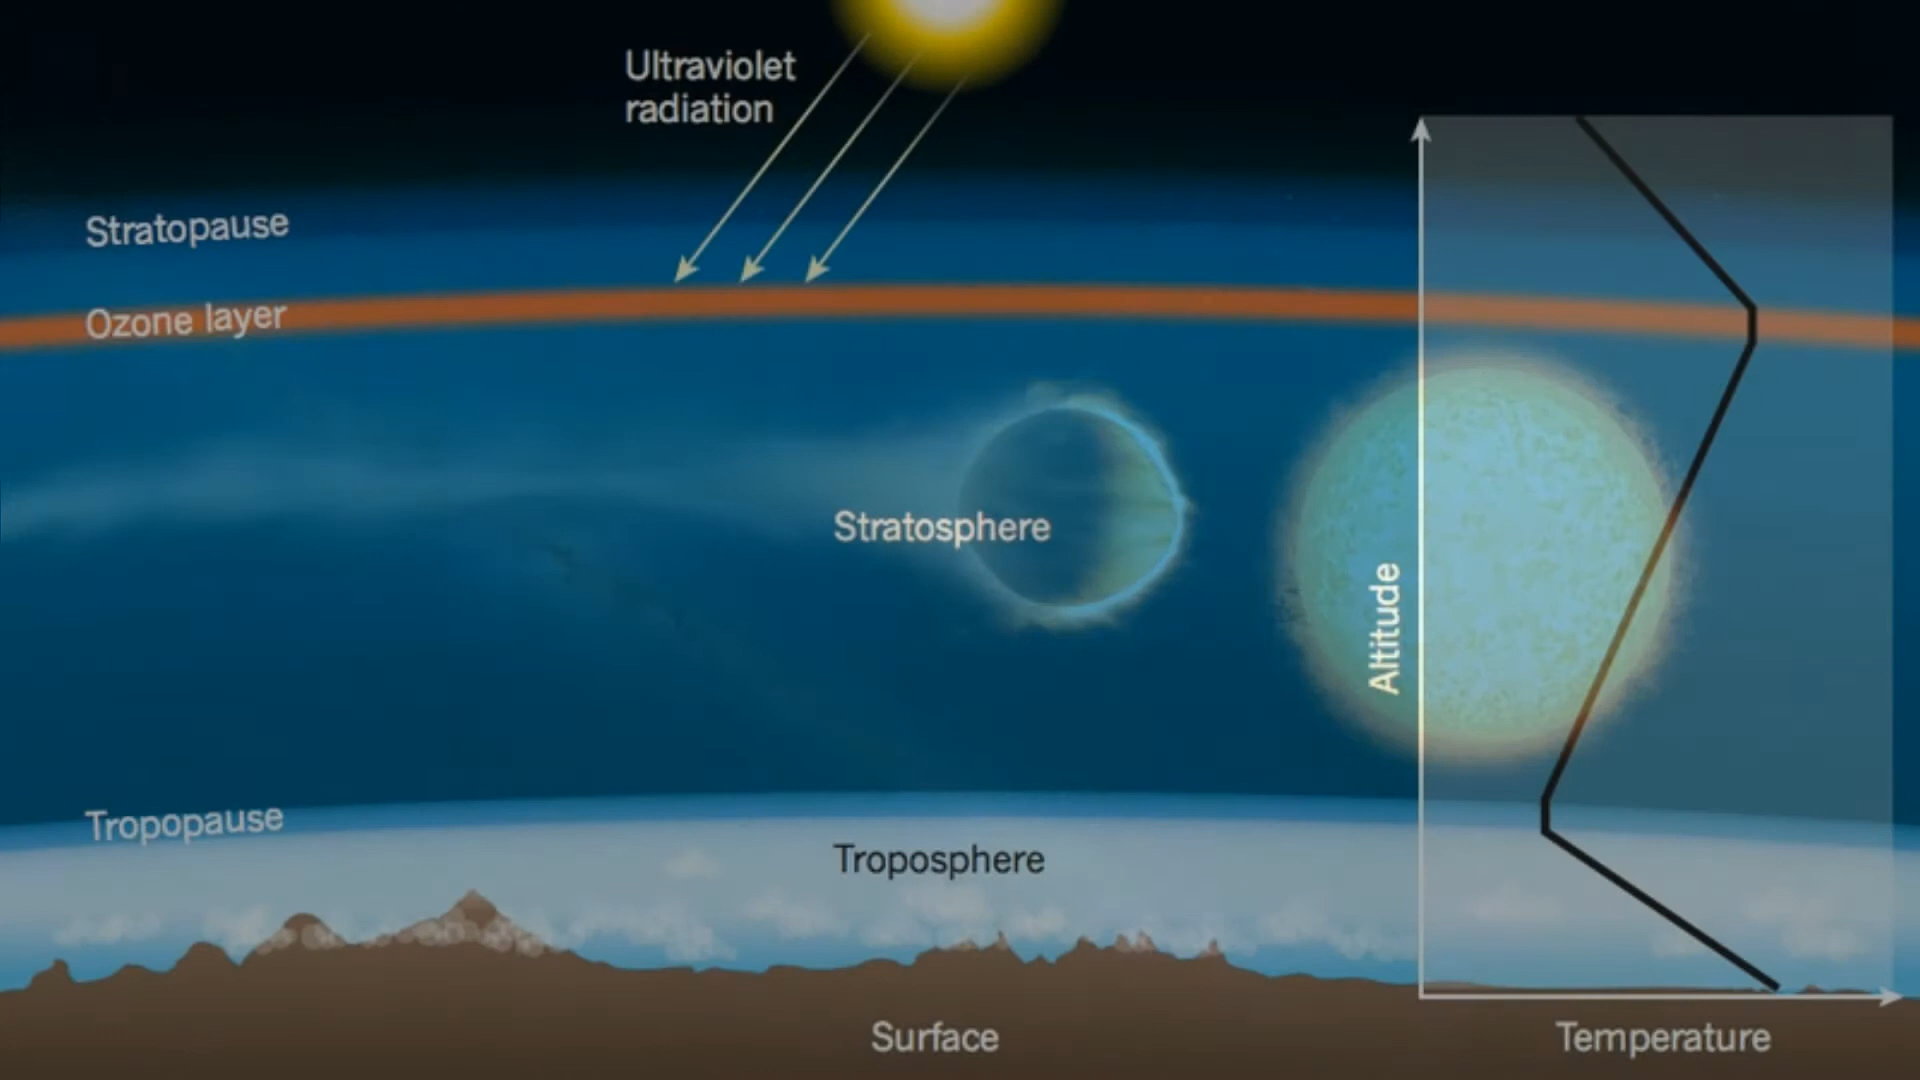 Ultraviolet
radiation
Stratopause
Ozone layer
Stratosphere
Altitude
Tropopause
Troposphere
Surface
Temperature